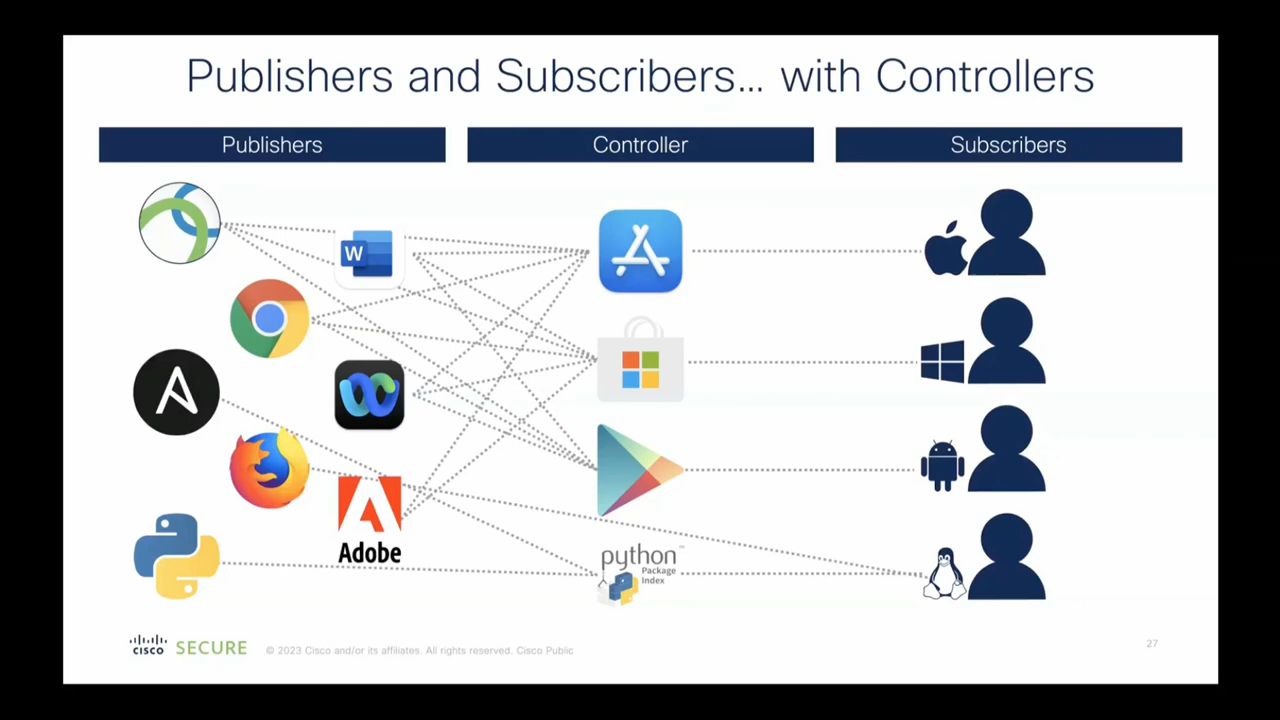 Publishers and Subscribers... with Controllers
Publishers
Controller
Subscribers
W
Adobe
python™
Package
Index
cisco SECURE
© 2023 Cisco and/or its affiliates. All rights reserved. Cisco Public
27